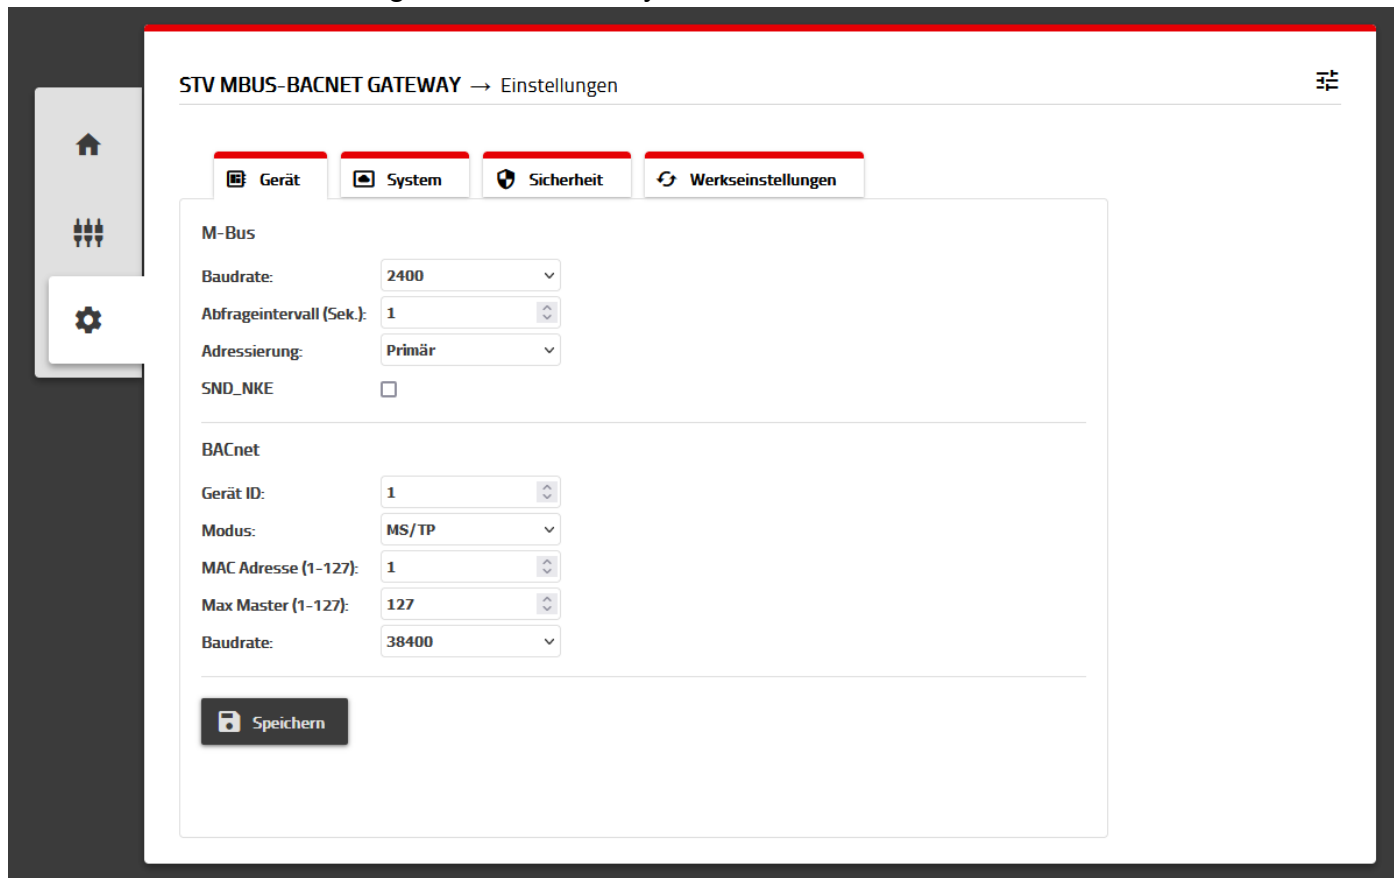 STV MBUS-BACNET GATEWAY → Einstellungen
Gerät System Sicherheit Werkseinstellungen
M-Bus
Baudrate: 2400
Abfrageintervall (Sek.): 1
Adressierung: Primär
SND_NKE
BACnet
Gerät ID: 1
Modus: MS/TP
MAC Adresse (1-127): 1
Max Master (1-127): 127
Baudrate: 38400
Speichern